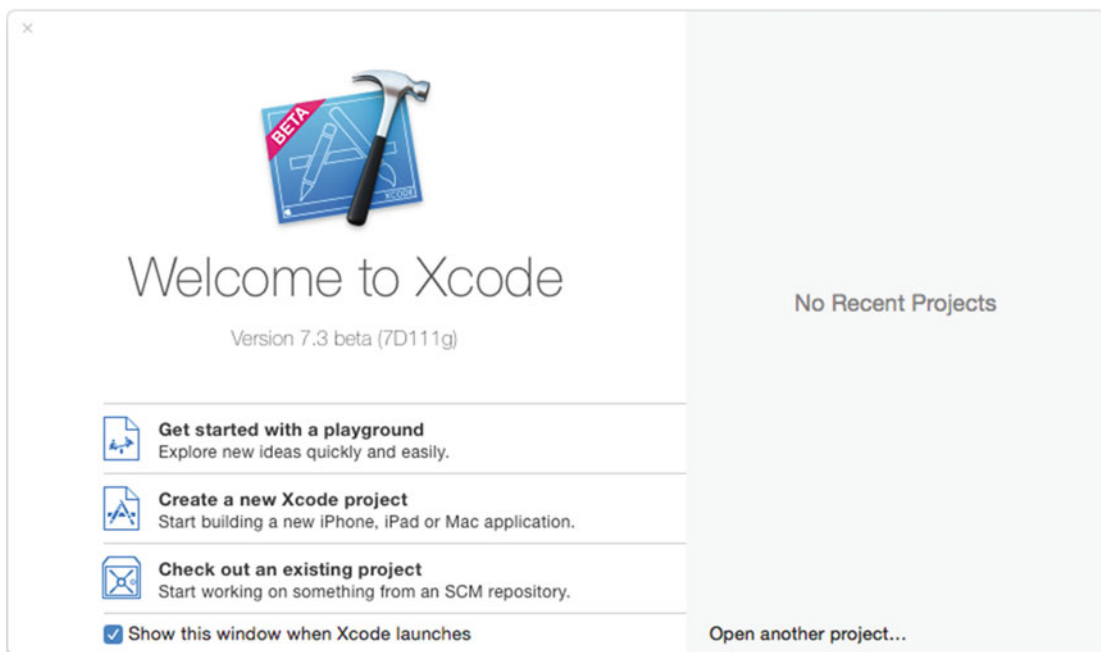 BETA
XCODE
Welcome to Xcode
Version 7.3 beta (7D111g)
Get started with a playground
Explore new ideas quickly and easily.
Create a new Xcode project
Start building a new iPhone, iPad or Mac application.
Check out an existing project
Start working on something from an SCM repository.
Show this window when Xcode launches
No Recent Projects
Open another project...